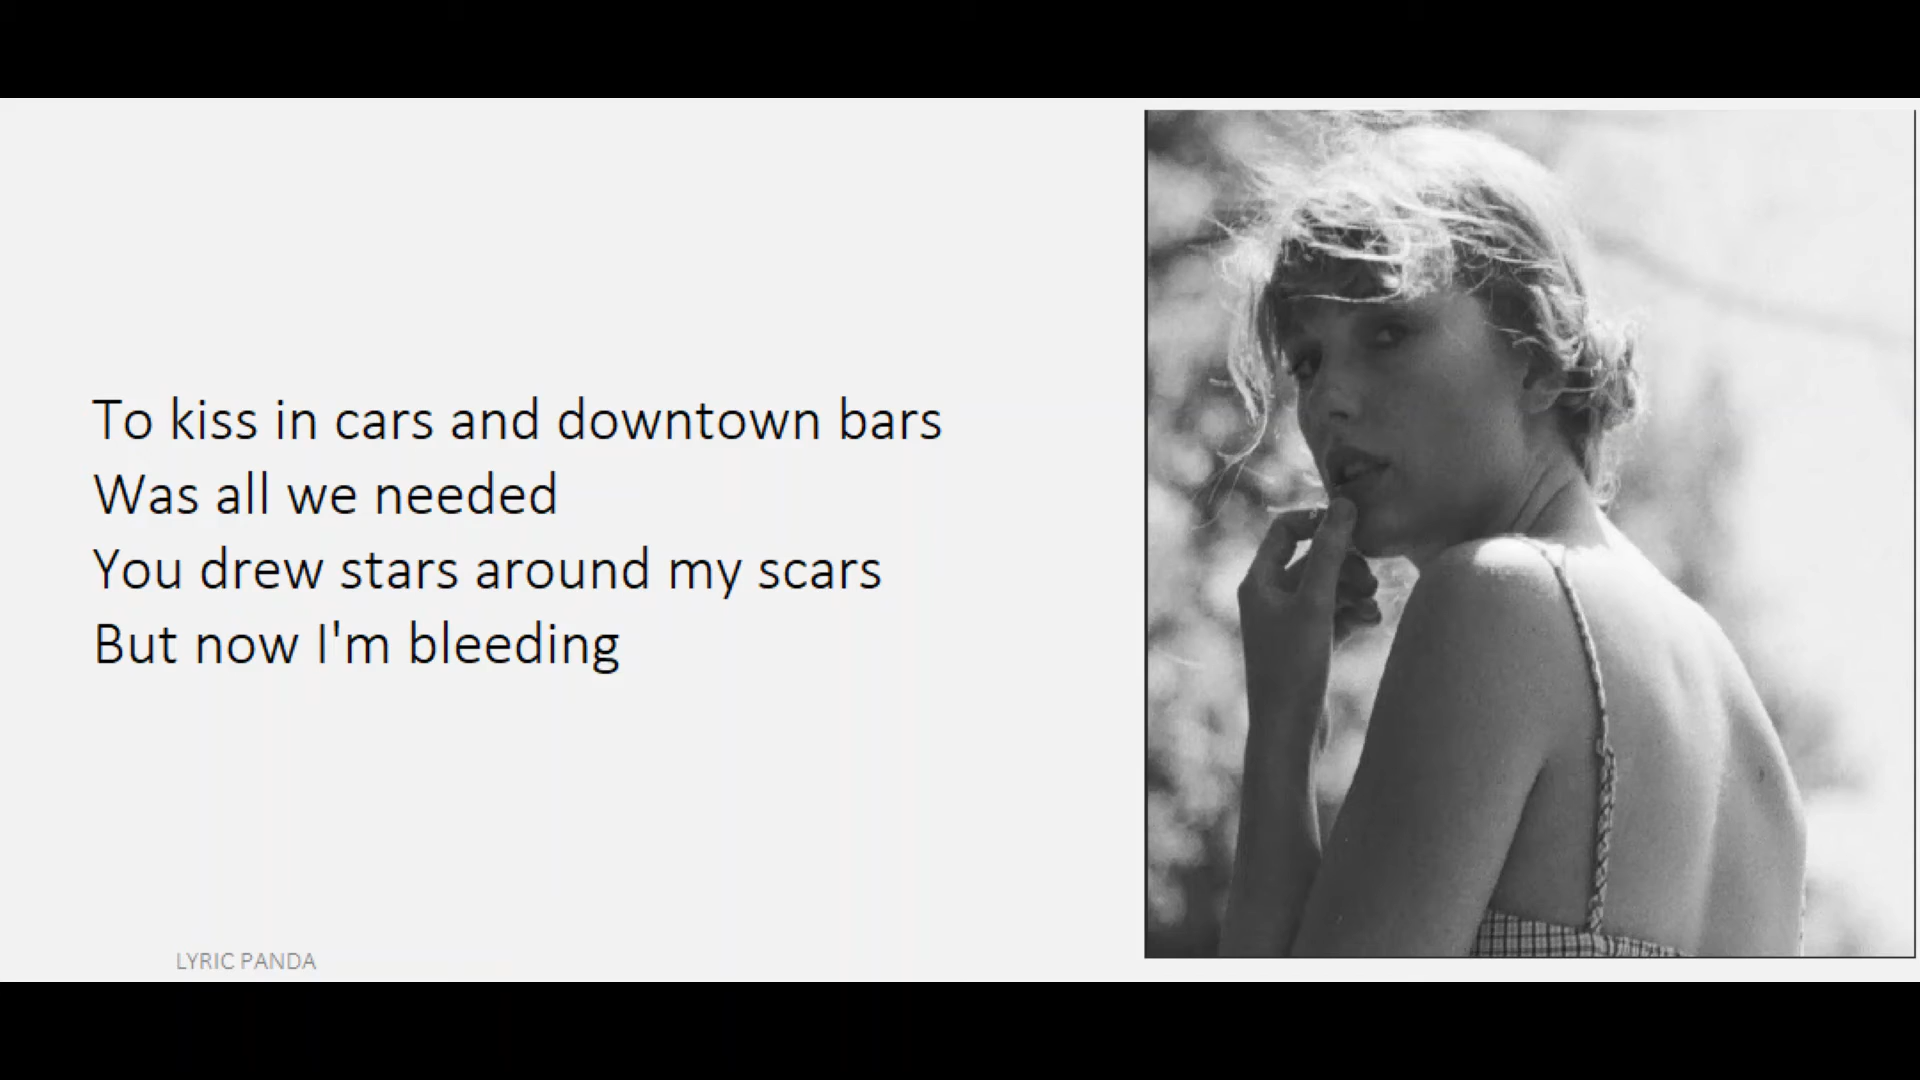 To kiss in cars and downtown bars
Was all we needed
You drew stars around my scars
But now I'm bleeding
LYRIC PANDA